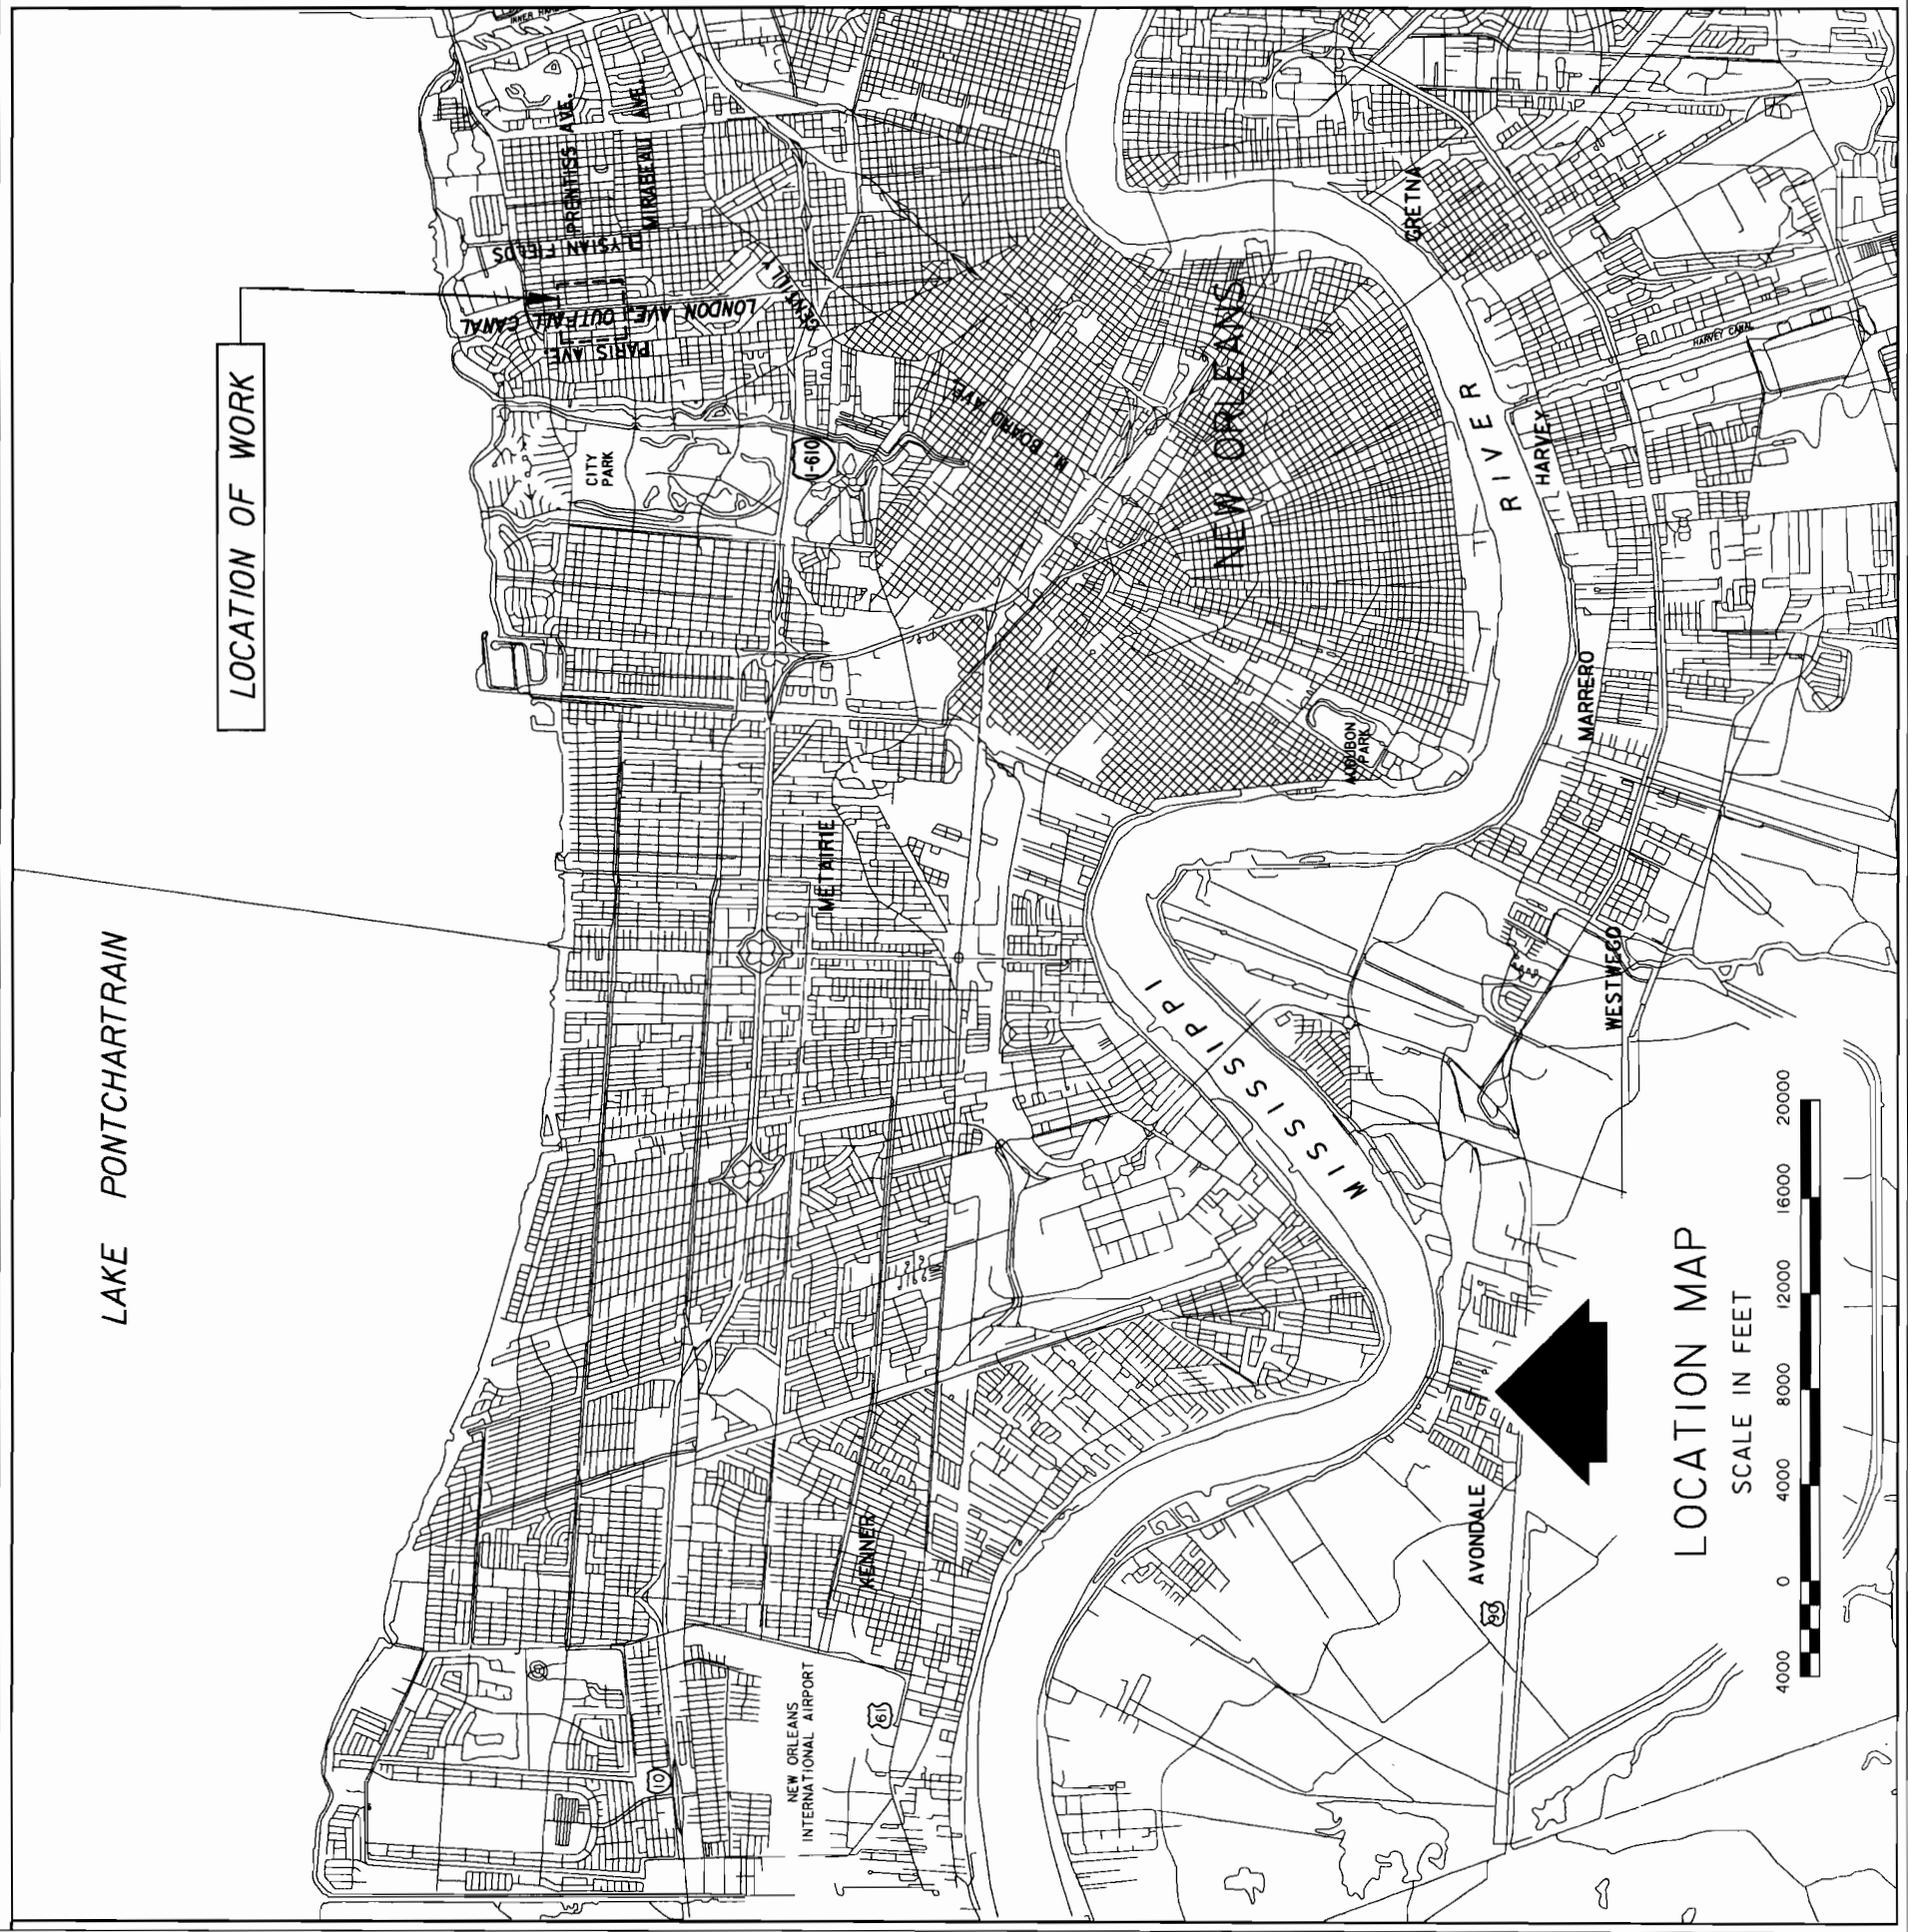 LAKE PONTCHARTRAIN
LOCATION OF WORK
INNER
PRENTISS AVE.
MIRABEAU AVE.
ELYSIAN FIELDS
LONDON AVE. OUTFALL CANAL
PARIS AVE.
GENTILLY
CITY
PARK
I-610
N. BOARD AVE.
NEW ORLEANS
METAIRIE
AUDUBON
PARK
GRETNA
HARVEY CANAL
HARVEY
MARRERO
WESTWEGO
MISSISSIPPI
RIVER
KENNER
NEW ORLEANS
INTERNATIONAL AIRPORT
10
61
AVONDALE
90
LOCATION MAP
SCALE IN FEET
4000 0 4000 8000 12000 16000 20000